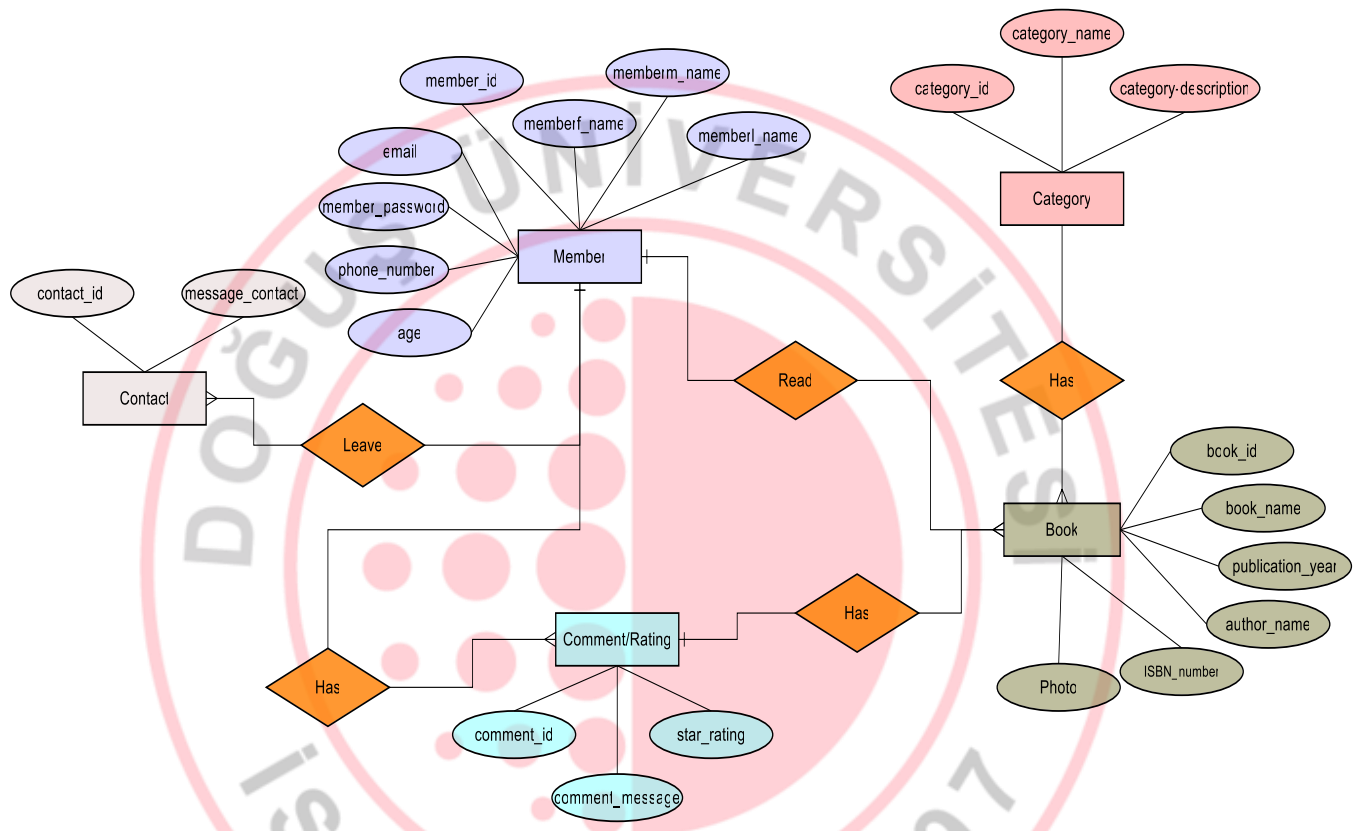 category_name
member_id
memberm_name
category_id
category-description
memberf_name
memberl_name
email
member_password
Category
Member
phone_number
contact_id
message_contact
age
Contact
Read
Has
Leave
book_id
book_name
Book
publication_year
author_name
Has
Comment/Rating
ISBN_number
Has
Photo
comment_id
star_rating
comment_message
DOĞUŞ ÜNİVERSİTESİ